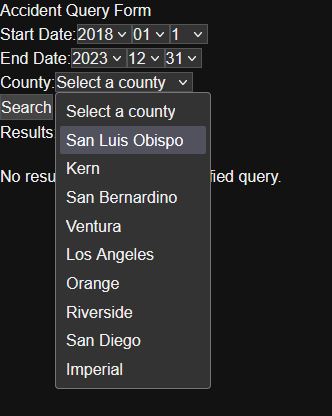 Accident Query Form
Start Date: 2018 01 1
End Date: 2023 12 31
County: Select a county
Search
Select a county
Results
San Luis Obispo
Kern
No resu fied query.
San Bernardino
Ventura
Los Angeles
Orange
Riverside
San Diego
Imperial